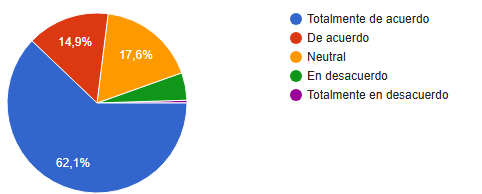 Totalmente de acuerdo
De acuerdo
Neutral
En desacuerdo
Totalmente en desacuerdo
14,9%
17,6%
62,1%